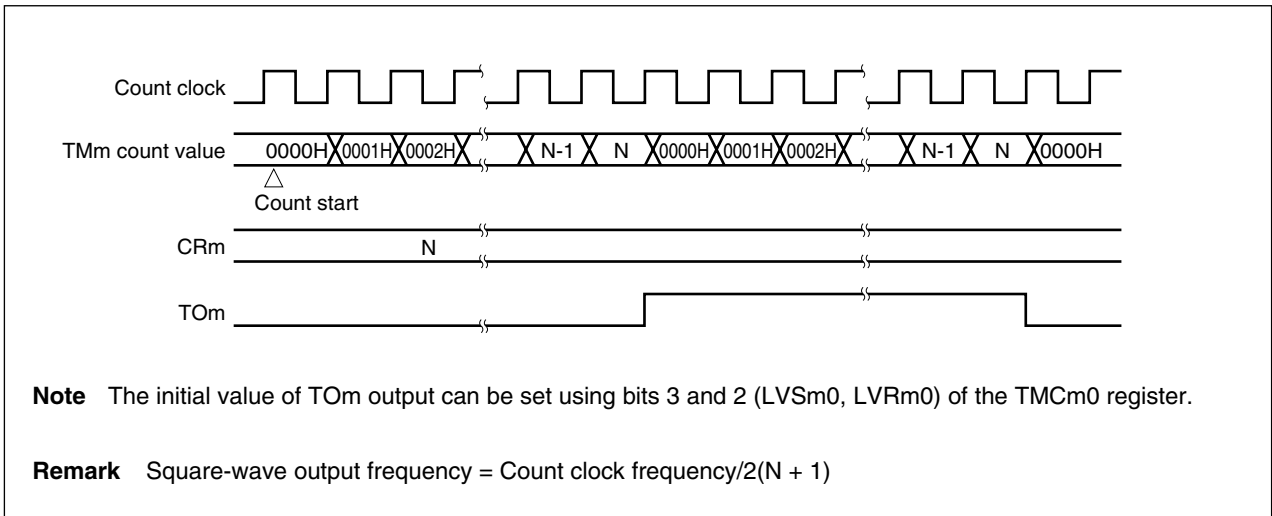 Count clock
TMm count value 0000H 0001H 0002H N-1 N 0000H 0001H 0002H N-1 N 0000H
Count start
CRm N
TOm
Note The initial value of TOm output can be set using bits 3 and 2 (LVSm0, LVRm0) of the TMCm0 register.
Remark Square-wave output frequency = Count clock frequency/2(N + 1)